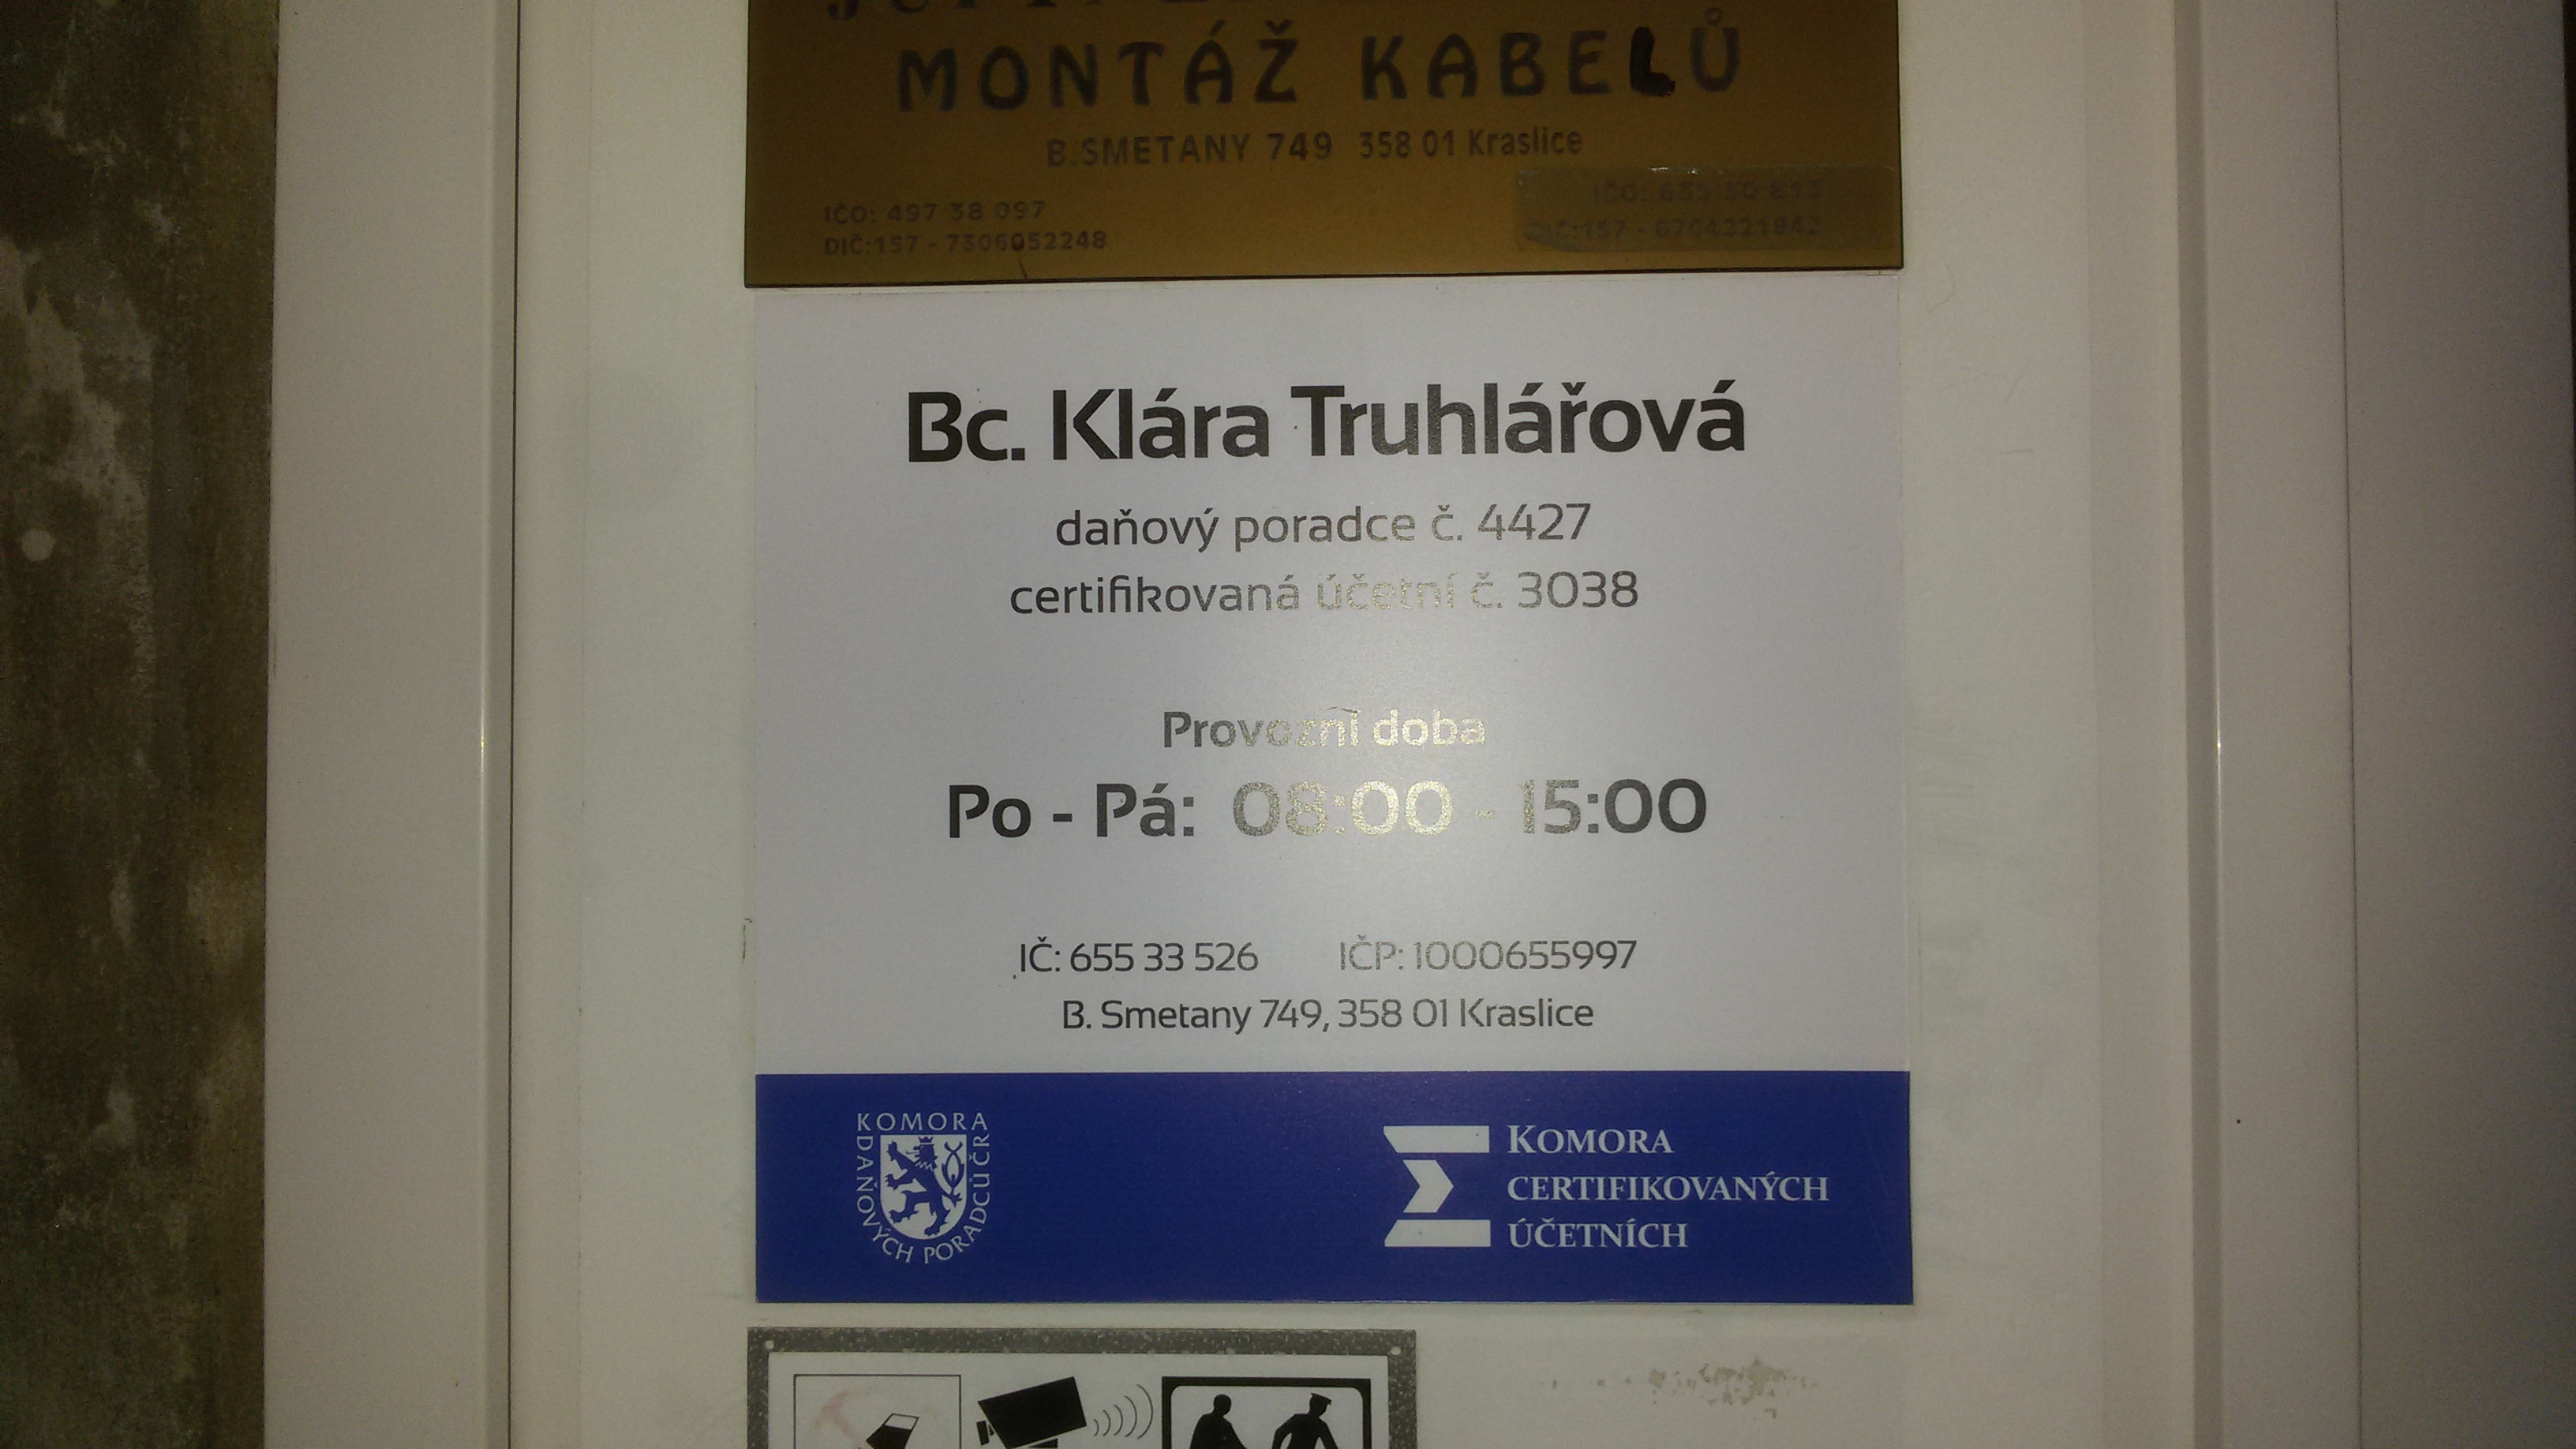 MONTÁŽ KABELŮ
B.SMETANY 749 358 01 Kraslice
IČO: 497 38 097
DIČ:157 - 7306052248
Bc. Klára Truhlářová
daňový poradce č. 4427
certifikovaná účetní č. 3038
Provozní doba
Po - Pá: 08:00 - 15:00
IČ: 655 33 526 IČP: 1000655997
B. Smetany 749, 358 01 Kraslice
KOMORA
DAŇOVÝCH PORADCŮ ČR
KOMORA
CERTIFIKOVANÝCH
ÚČETNÍCH